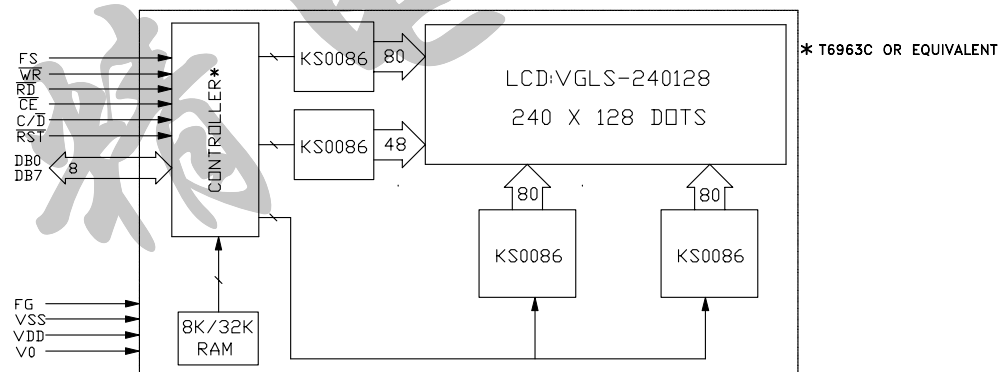 FS
WR
RD
CE
C/D
RST
DB0
DB7
8
CONTROLLER*
KS0086
80
KS0086
48
LCD:VGLS-240128
240 X 128 DOTS
* T6963C OR EQUIVALENT
80
80
KS0086
KS0086
FG
VSS
VDD
V0
8K/32K
RAM